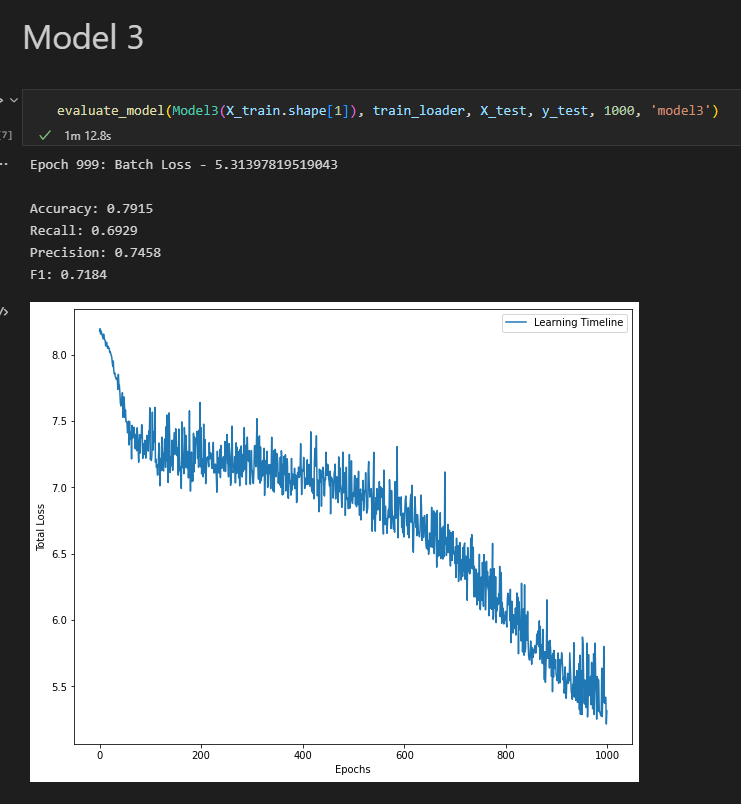 Model 3
evaluate_model(Model3(X_train.shape[1]), train_loader, X_test, y_test, 1000, 'model3')
[7]
1m 12.8s
Epoch 999: Batch Loss - 5.31397819519043
Accuracy: 0.7915
Recall: 0.6929
Precision: 0.7458
F1: 0.7184
Learning Timeline
8.0
7.5
7.0
6.5
6.0
5.5
Total Loss
0 200 400 600 800 1000
Epochs